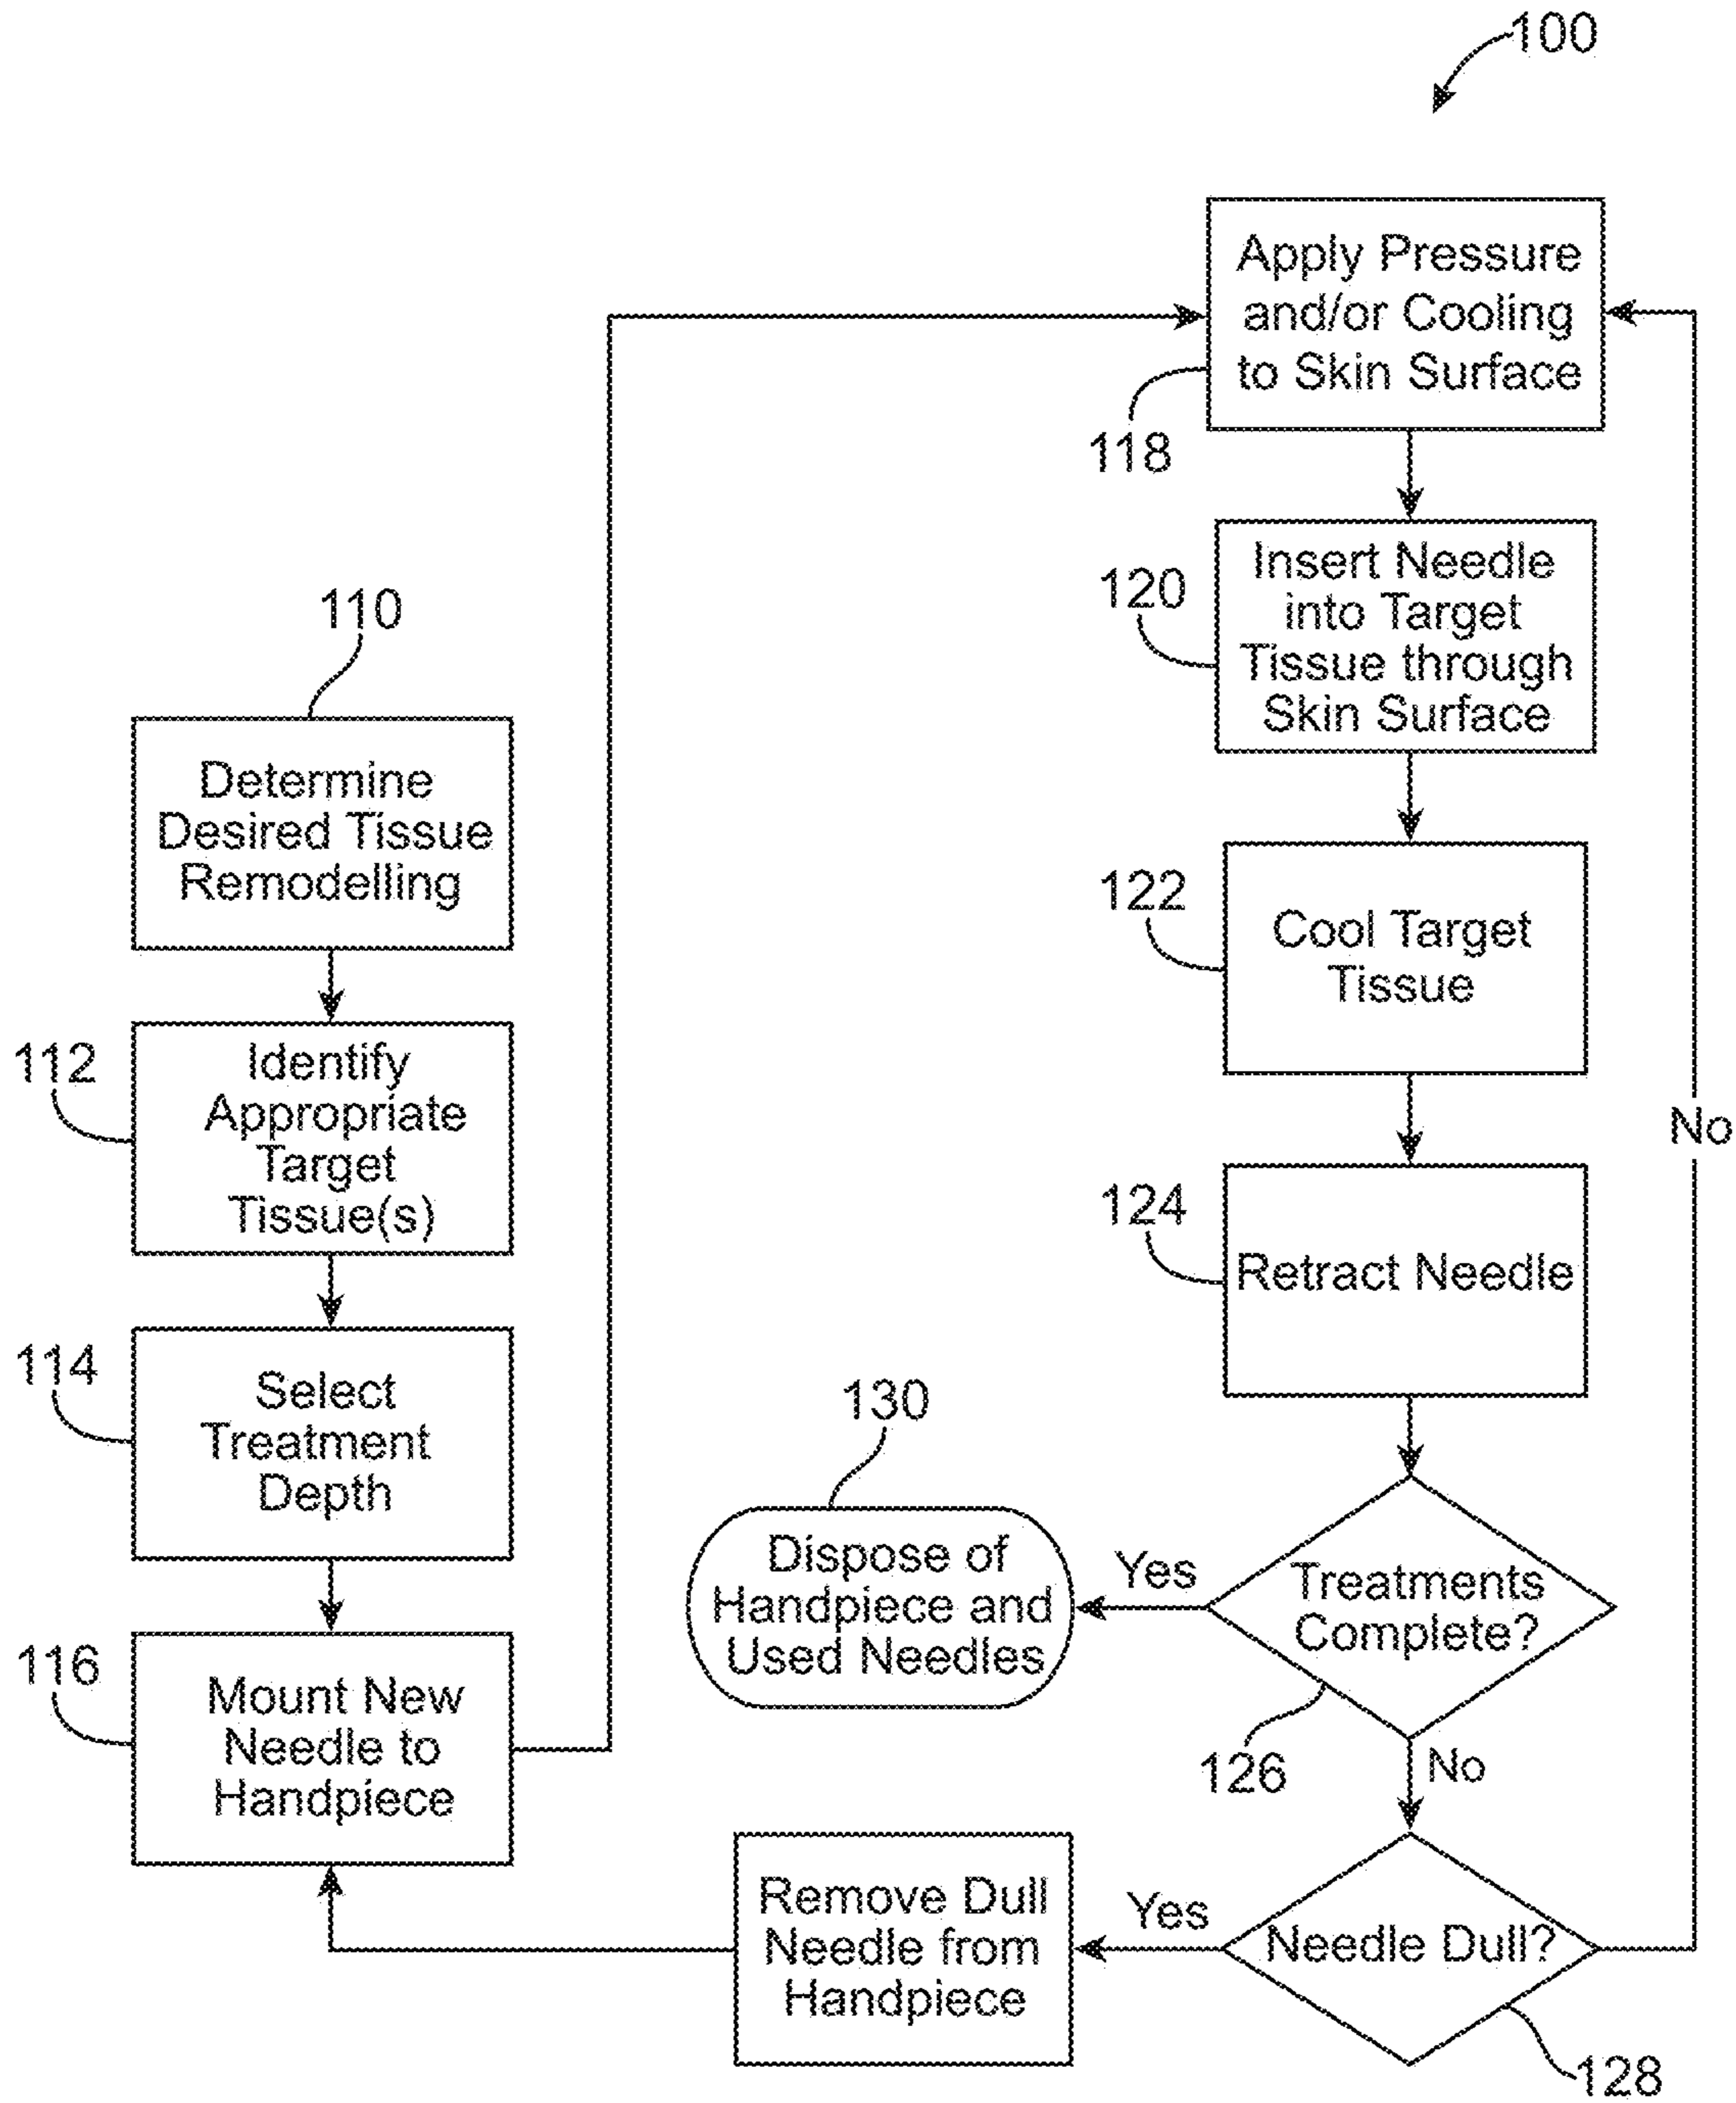 100
110
Determine
Desired Tissue
Remodelling
112
Identify
Appropriate
Target
Tissue(s)
114
Select
Treatment
Depth
116
Mount New
Needle to
Handpiece
Apply Pressure
and/or Cooling
to Skin Surface
118
120
Insert Needle
into Target
Tissue through
Skin Surface
122
Cool Target
Tissue
124
Retract Needle
Treatments
Complete?
126
Yes
130
Dispose of
Handpiece and
Used Needles
No
Needle Dull?
128
Yes
Remove Dull
Needle from
Handpiece
No